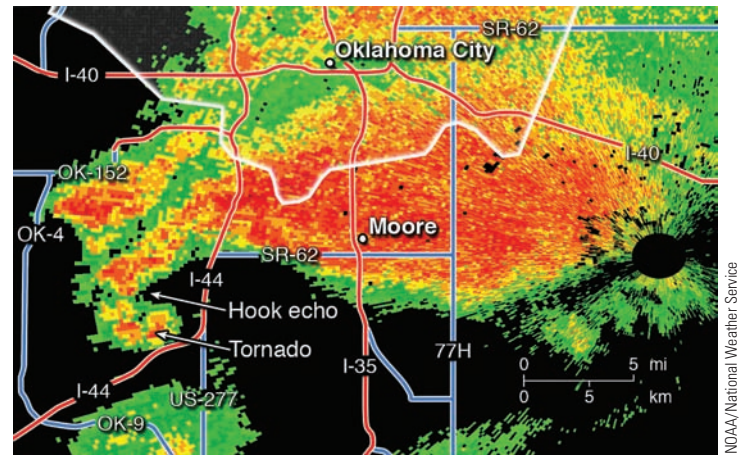 SR-62
Oklahoma City
I-40
I-40
OK-152
OK-4
Moore
SR-62
I-44
Hook echo
Tornado
I-35
77H
0 5 mi
0 5 km
I-44
US-277
OK-9
NOAA/National Weather Service